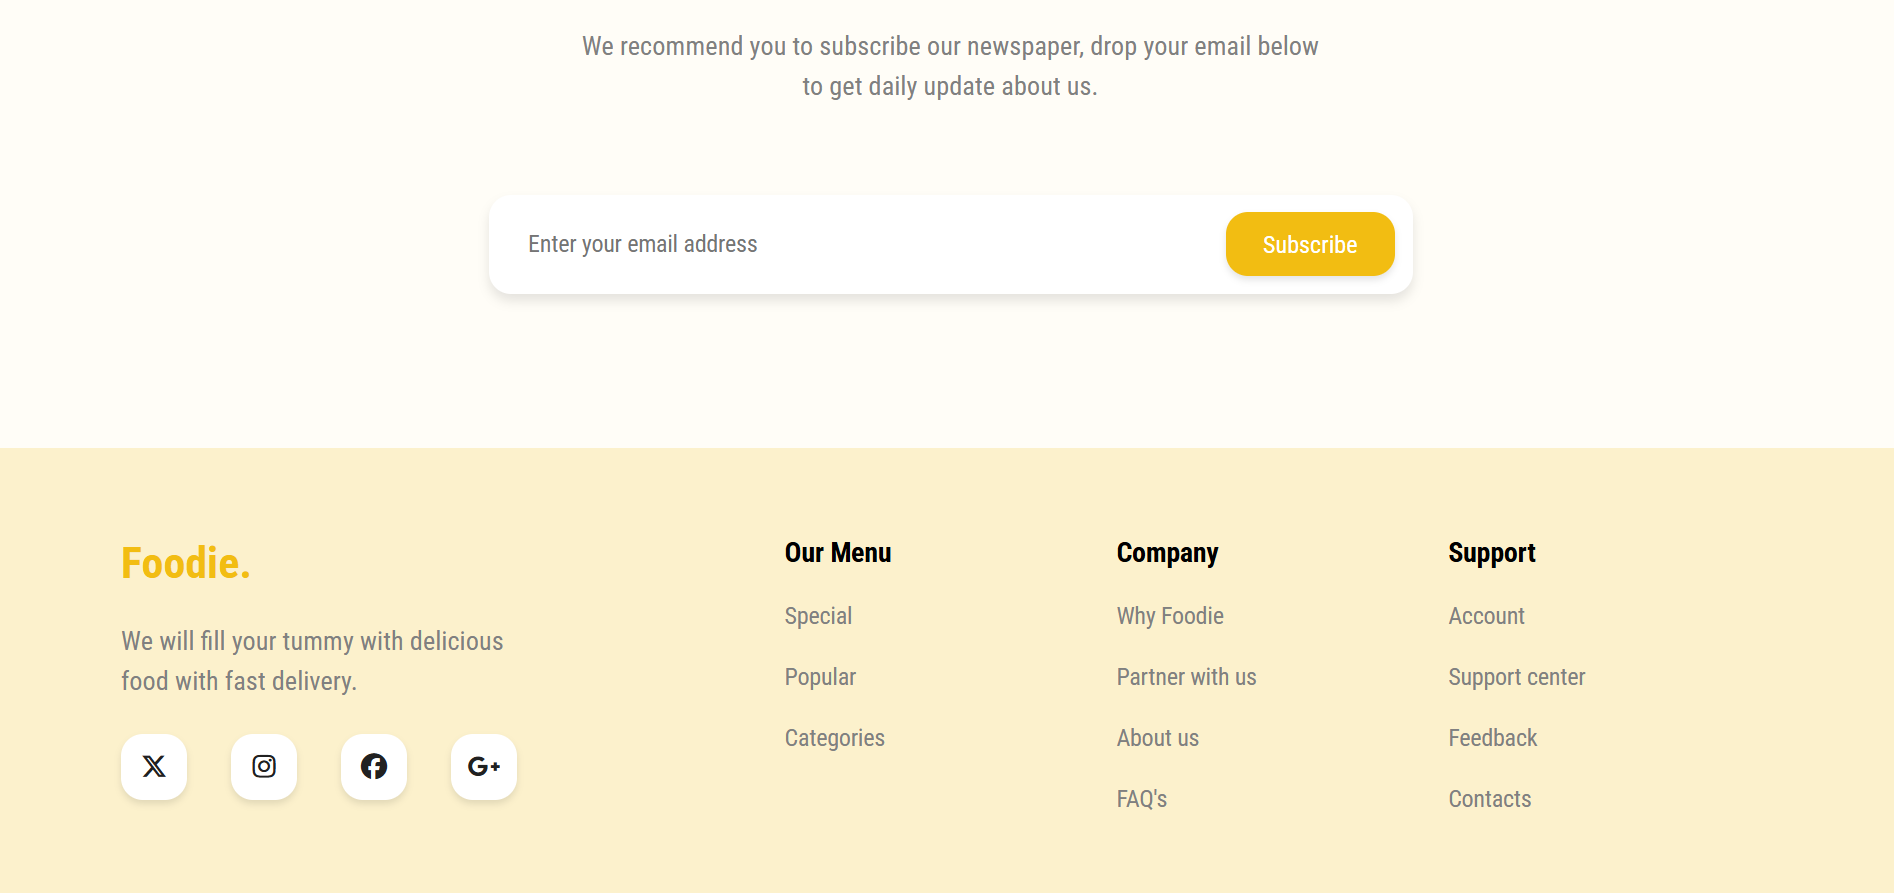 We recommend you to subscribe our newspaper, drop your email below
to get daily update about us.
Enter your email address
Subscribe
Foodie.
We will fill your tummy with delicious
food with fast delivery.
Our Menu
Special
Popular
Categories
Company
Why Foodie
Partner with us
About us
FAQ's
Support
Account
Support center
Feedback
Contacts